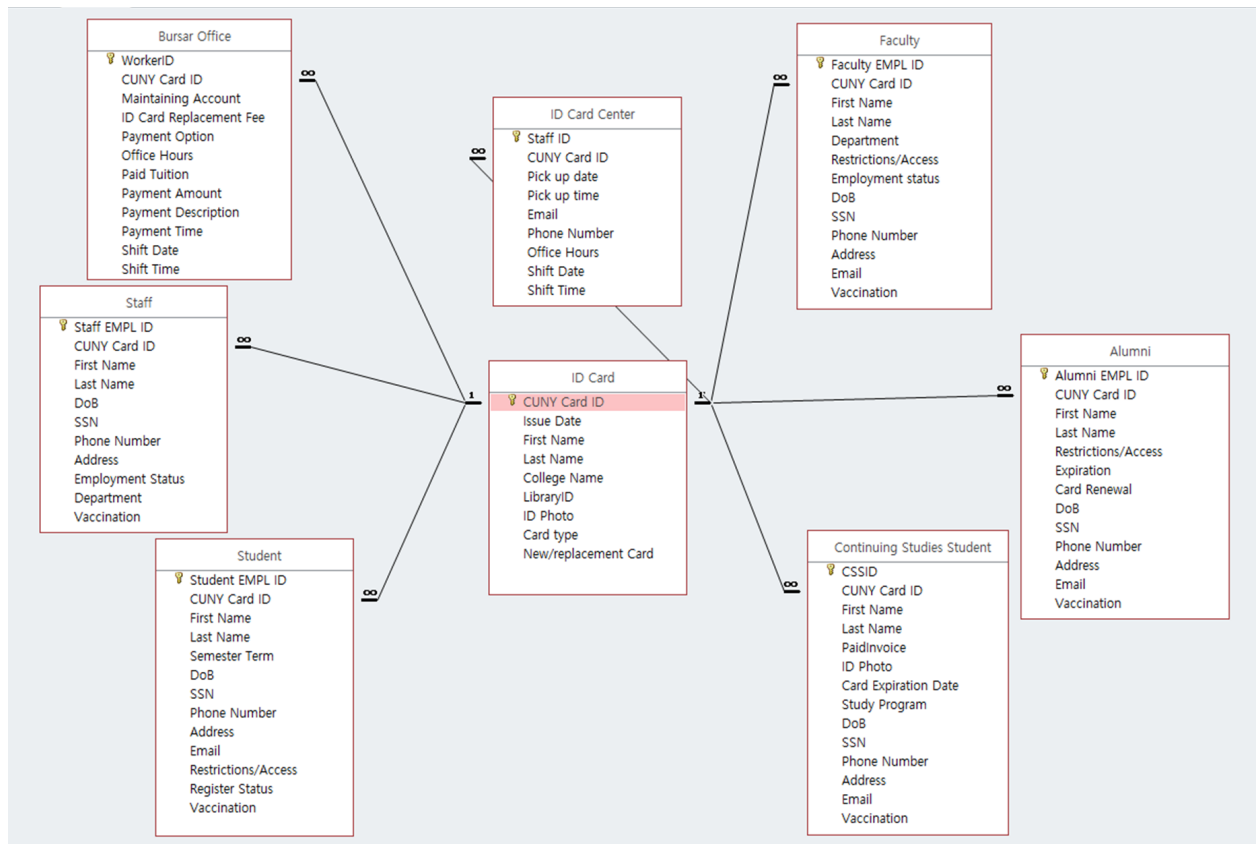 Bursar Office
WorkerID
CUNY Card ID
Maintaining Account
ID Card Replacement Fee
Payment Option
Office Hours
Paid Tuition
Payment Amount
Payment Description
Payment Time
Shift Date
Shift Time
∞
ID Card Center
Staff ID
CUNY Card ID
Pick up date
Pick up time
Email
Phone Number
Office Hours
Shift Date
Shift Time
∞
Faculty
Faculty EMPL ID
CUNY Card ID
First Name
Last Name
Department
Restrictions/Access
Employment status
DoB
SSN
Phone Number
Address
Email
Vaccination
∞
Staff
Staff EMPL ID
CUNY Card ID
First Name
Last Name
DoB
SSN
Phone Number
Address
Employment Status
Department
Vaccination
∞
ID Card
CUNY Card ID
Issue Date
First Name
Last Name
College Name
LibraryID
ID Photo
Card type
New/replacement Card
1
1
Alumni
Alumni EMPL ID
CUNY Card ID
First Name
Last Name
Restrictions/Access
Expiration
Card Renewal
DoB
SSN
Phone Number
Address
Email
Vaccination
∞
Student
Student EMPL ID
CUNY Card ID
First Name
Last Name
Semester Term
DoB
SSN
Phone Number
Address
Email
Restrictions/Access
Register Status
Vaccination
∞
Continuing Studies Student
CSSID
CUNY Card ID
First Name
Last Name
PaidInvoice
ID Photo
Card Expiration Date
Study Program
DoB
SSN
Phone Number
Address
Email
Vaccination
∞